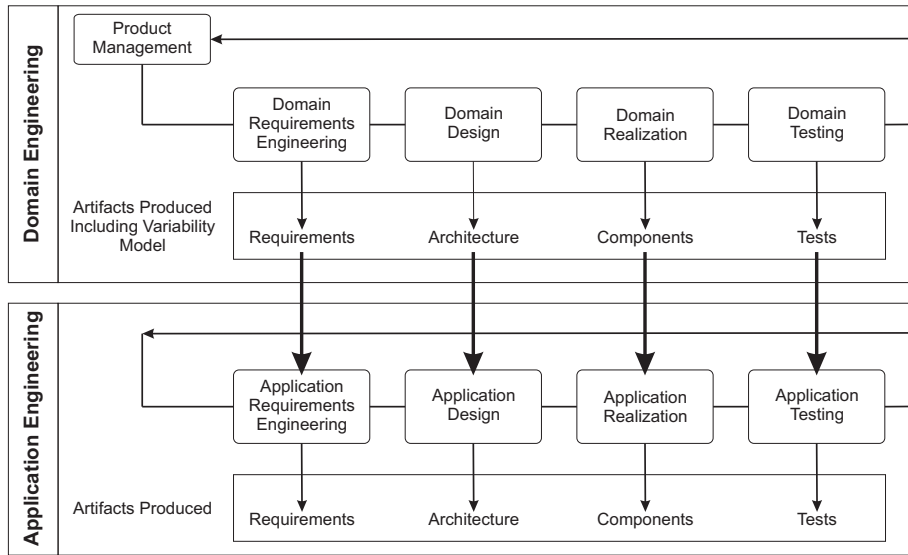 Domain Engineering
Product
Management
Domain
Requirements
Engineering
Domain
Design
Domain
Realization
Domain
Testing
Artifacts Produced
Including Variability
Model
Requirements
Architecture
Components
Tests
Application Engineering
Application
Requirements
Engineering
Application
Design
Application
Realization
Application
Testing
Artifacts Produced
Requirements
Architecture
Components
Tests